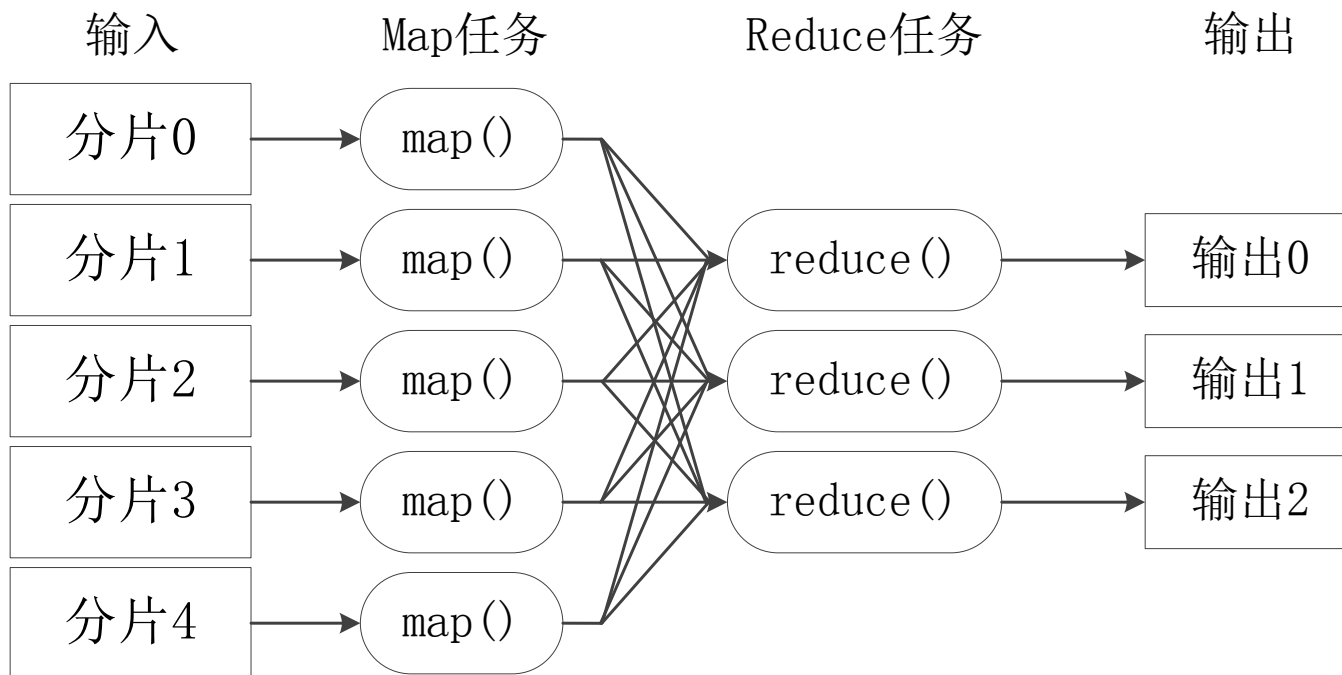 输入 Map任务 Reduce任务 输出
分片0 map()
分片1 map() reduce() 输出0
分片2 map() reduce() 输出1
分片3 map() reduce() 输出2
分片4 map()